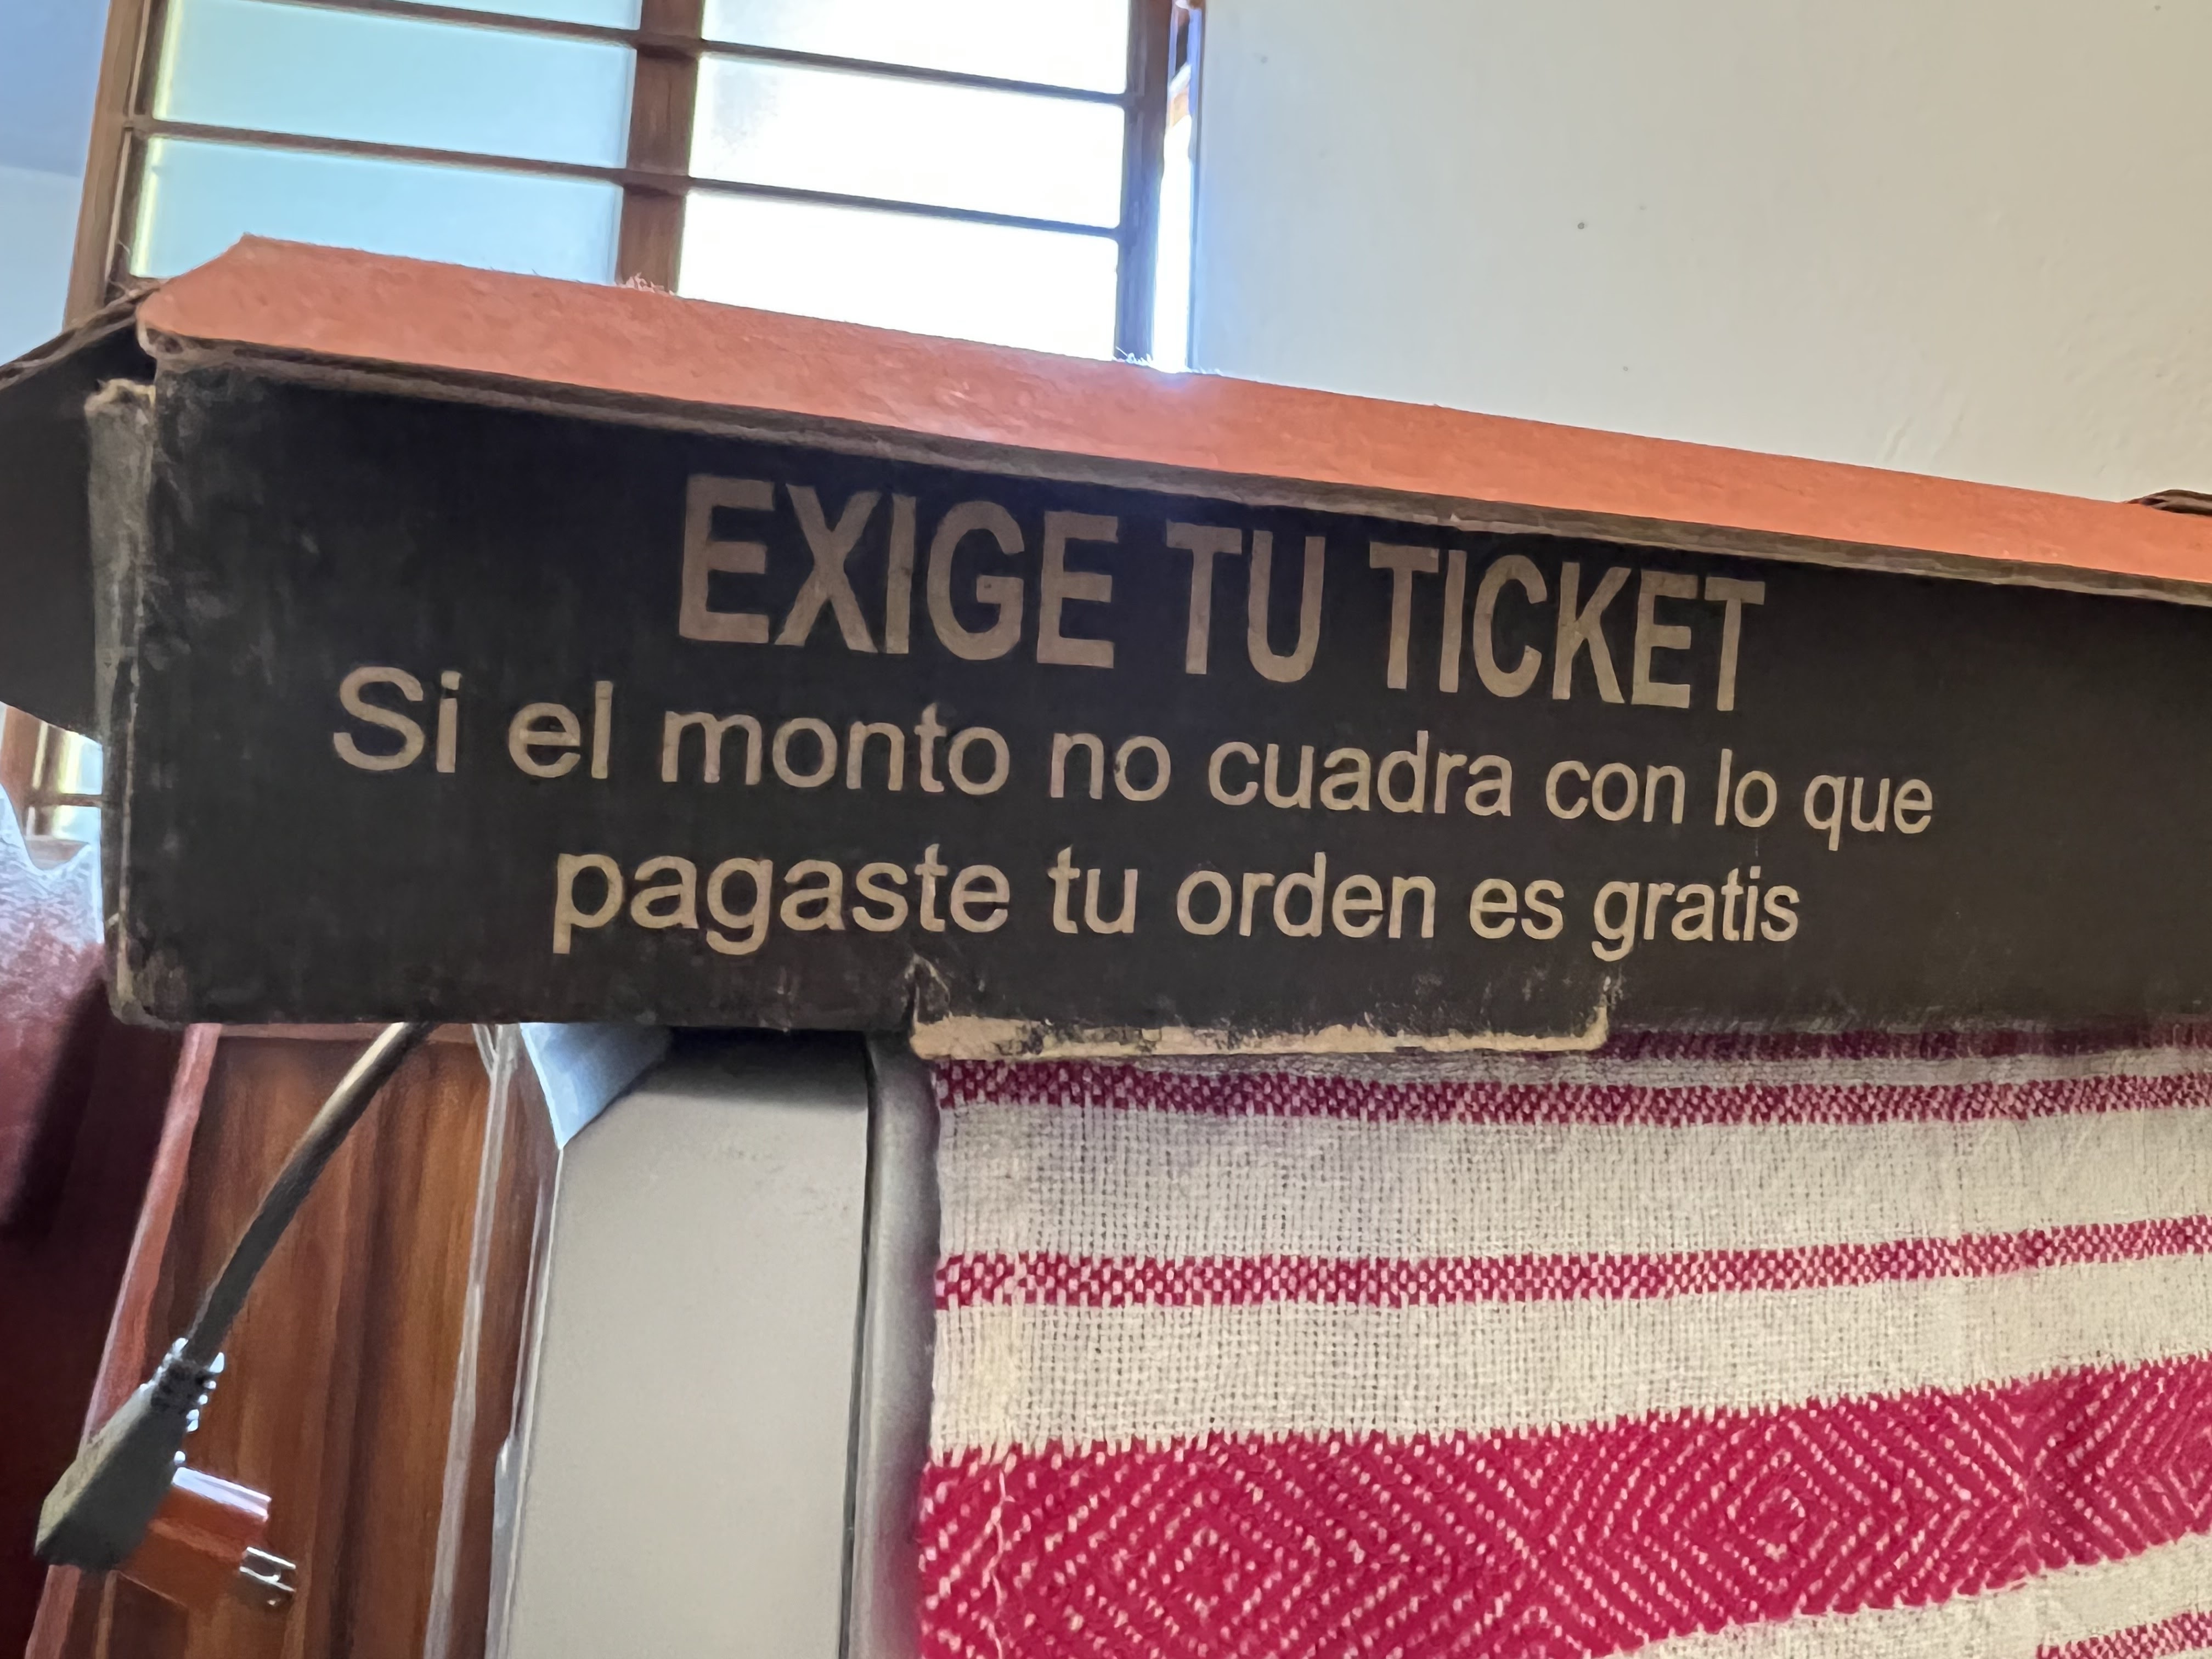 EXIGE TU TICKET
Si el monto no cuadra con lo que
pagaste tu orden es gratis